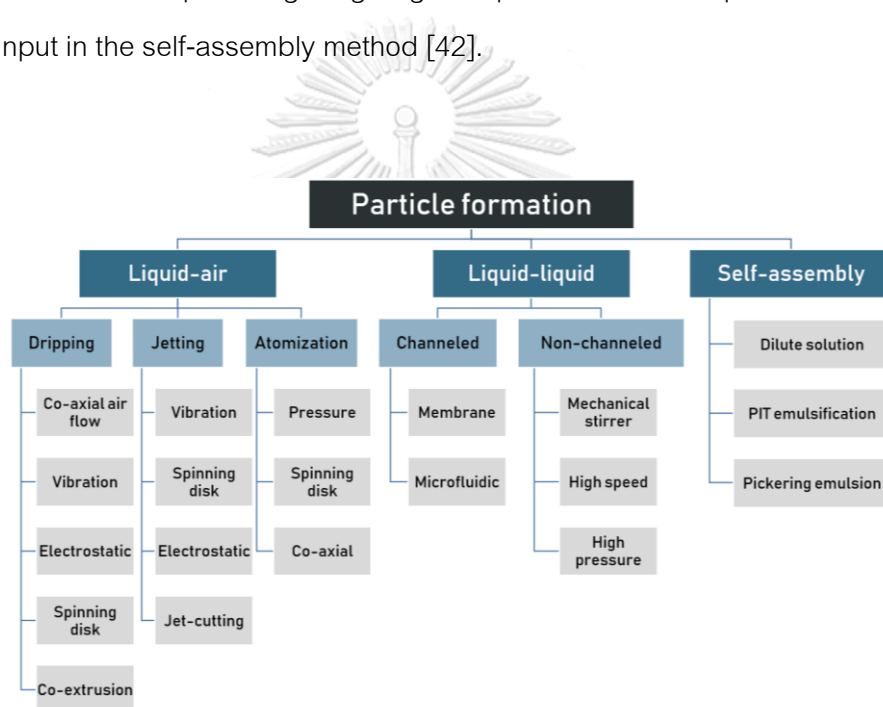 input in the self-assembly method [42].
Particle formation
Liquid-air
Liquid-liquid
Self-assembly
Dripping
Jetting
Atomization
Channeled
Non-channeled
Dilute solution
Co-axial air
flow
Vibration
Pressure
Membrane
Mechanical
stirrer
PIT emulsification
Vibration
Spinning
disk
Spinning
disk
Microfluidic
High speed
Pickering emulsion
Electrostatic
Electrostatic
Co-axial
High
pressure
Spinning
disk
Jet-cutting
Co-extrusion